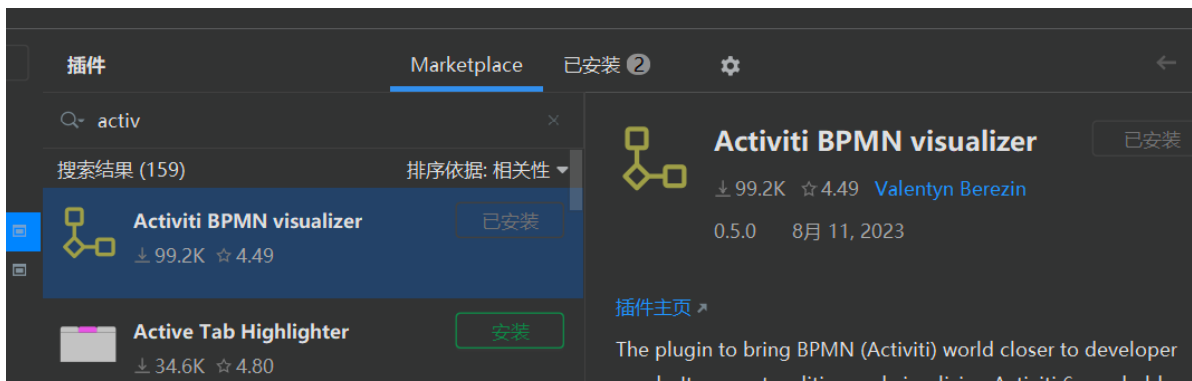 插件
Marketplace
已安装 2
activ
搜索结果 (159)
排序依据: 相关性
Activiti BPMN visualizer
已安装
99.2K 4.49
Active Tab Highlighter
安装
34.6K 4.80
Activiti BPMN visualizer
已安装
99.2K 4.49 Valentyn Berezin
0.5.0 8月 11, 2023
插件主页
The plugin to bring BPMN (Activiti) world closer to developer